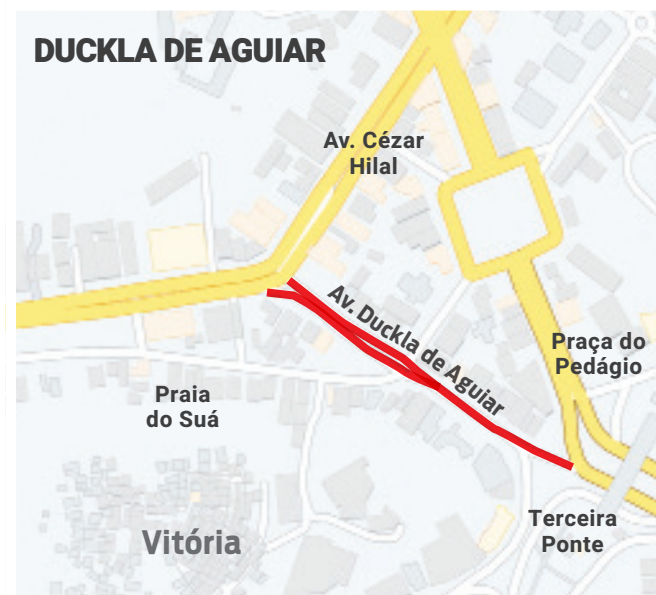 DUCKLA DE AGUIAR
Av. Cézar
Hilal
Av. Duckla de Aguiar
Praça do
Pedágio
Praia
do Suá
Terceira
Ponte
Vitória